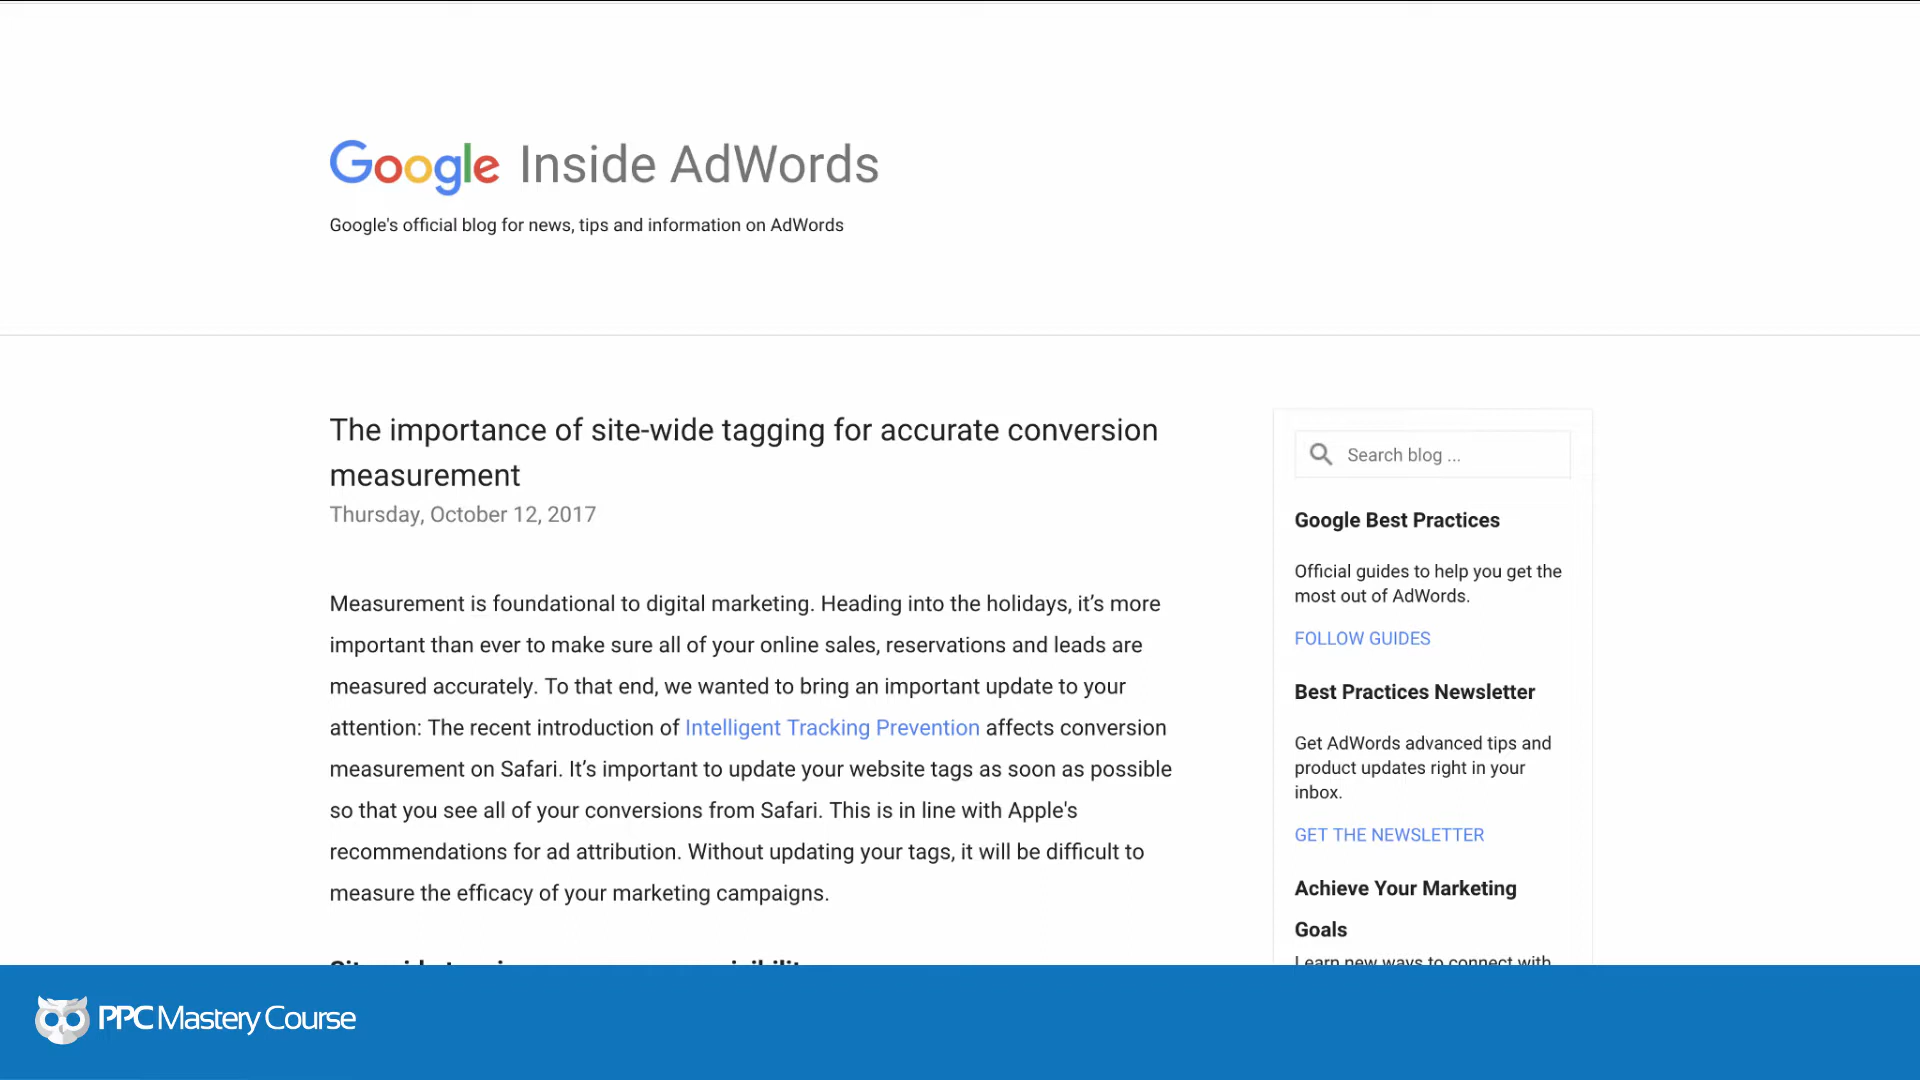 Google Inside AdWords
Google's official blog for news, tips and information on AdWords
The importance of site-wide tagging for accurate conversion
measurement
Thursday, October 12, 2017
Measurement is foundational to digital marketing. Heading into the holidays, it’s more
important than ever to make sure all of your online sales, reservations and leads are
measured accurately. To that end, we wanted to bring an important update to your
attention: The recent introduction of Intelligent Tracking Prevention affects conversion
measurement on Safari. It’s important to update your website tags as soon as possible
so that you see all of your conversions from Safari. This is in line with Apple's
recommendations for ad attribution. Without updating your tags, it will be difficult to
measure the efficacy of your marketing campaigns.
Search blog ...
Google Best Practices
Official guides to help you get the
most out of AdWords.
FOLLOW GUIDES
Best Practices Newsletter
Get AdWords advanced tips and
product updates right in your
inbox.
GET THE NEWSLETTER
Achieve Your Marketing
Goals
Learn new ways to connect with
PPC Mastery Course